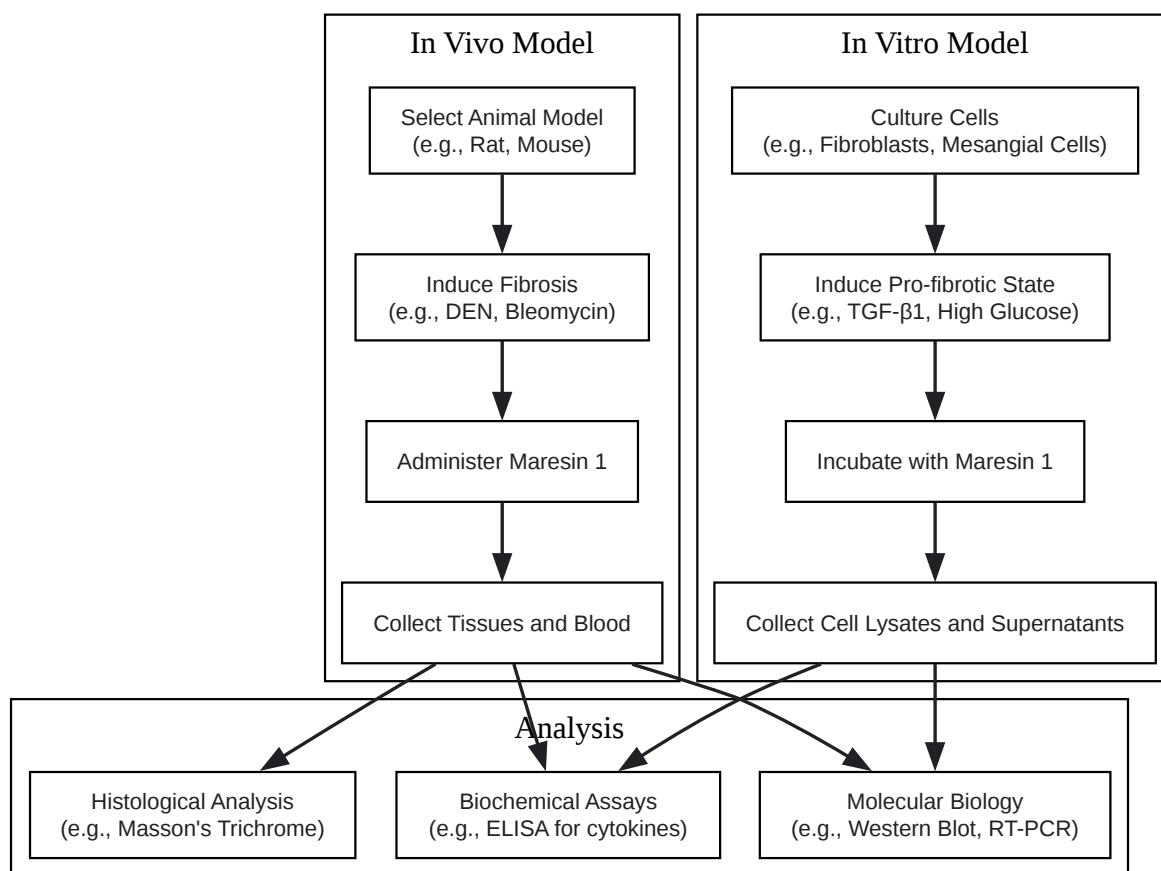 In Vivo Model
Select Animal Model
(e.g., Rat, Mouse)
Induce Fibrosis
(e.g., DEN, Bleomycin)
Administer Maresin 1
Collect Tissues and Blood
In Vitro Model
Culture Cells
(e.g., Fibroblasts, Mesangial Cells)
Induce Pro-fibrotic State
(e.g., TGF-β1, High Glucose)
Incubate with Maresin 1
Collect Cell Lysates and Supernatants
Analysis
Histological Analysis
(e.g., Masson's Trichrome)
Biochemical Assays
(e.g., ELISA for cytokines)
Molecular Biology
(e.g., Western Blot, RT-PCR)